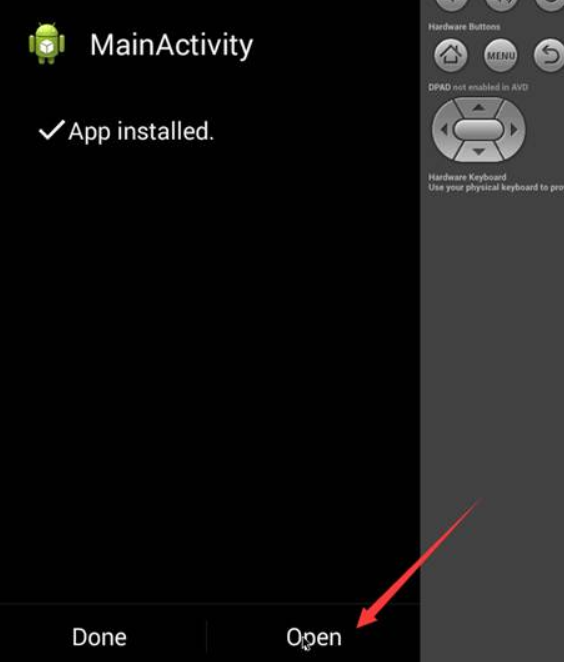 MainActivity
App installed.
Done
Open
Hardware Buttons
MENU
DPAD not enabled in AVD
Hardware Keyboard
Use your physical keyboard to pro